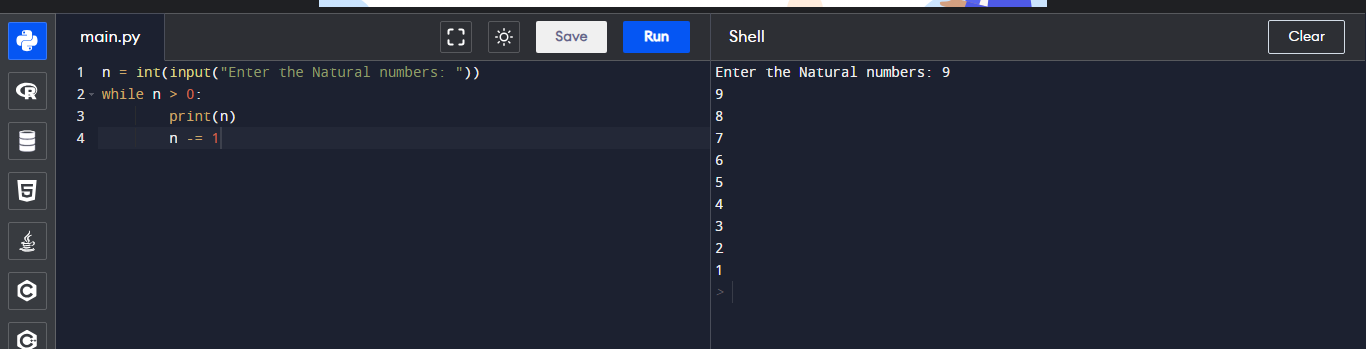 main.py
Save
Run
Shell
Clear
1 n = int(input("Enter the Natural numbers: "))
2 while n > 0:
3 print(n)
4 n -= 1
Enter the Natural numbers: 9
9
8
7
6
5
4
3
2
1
>